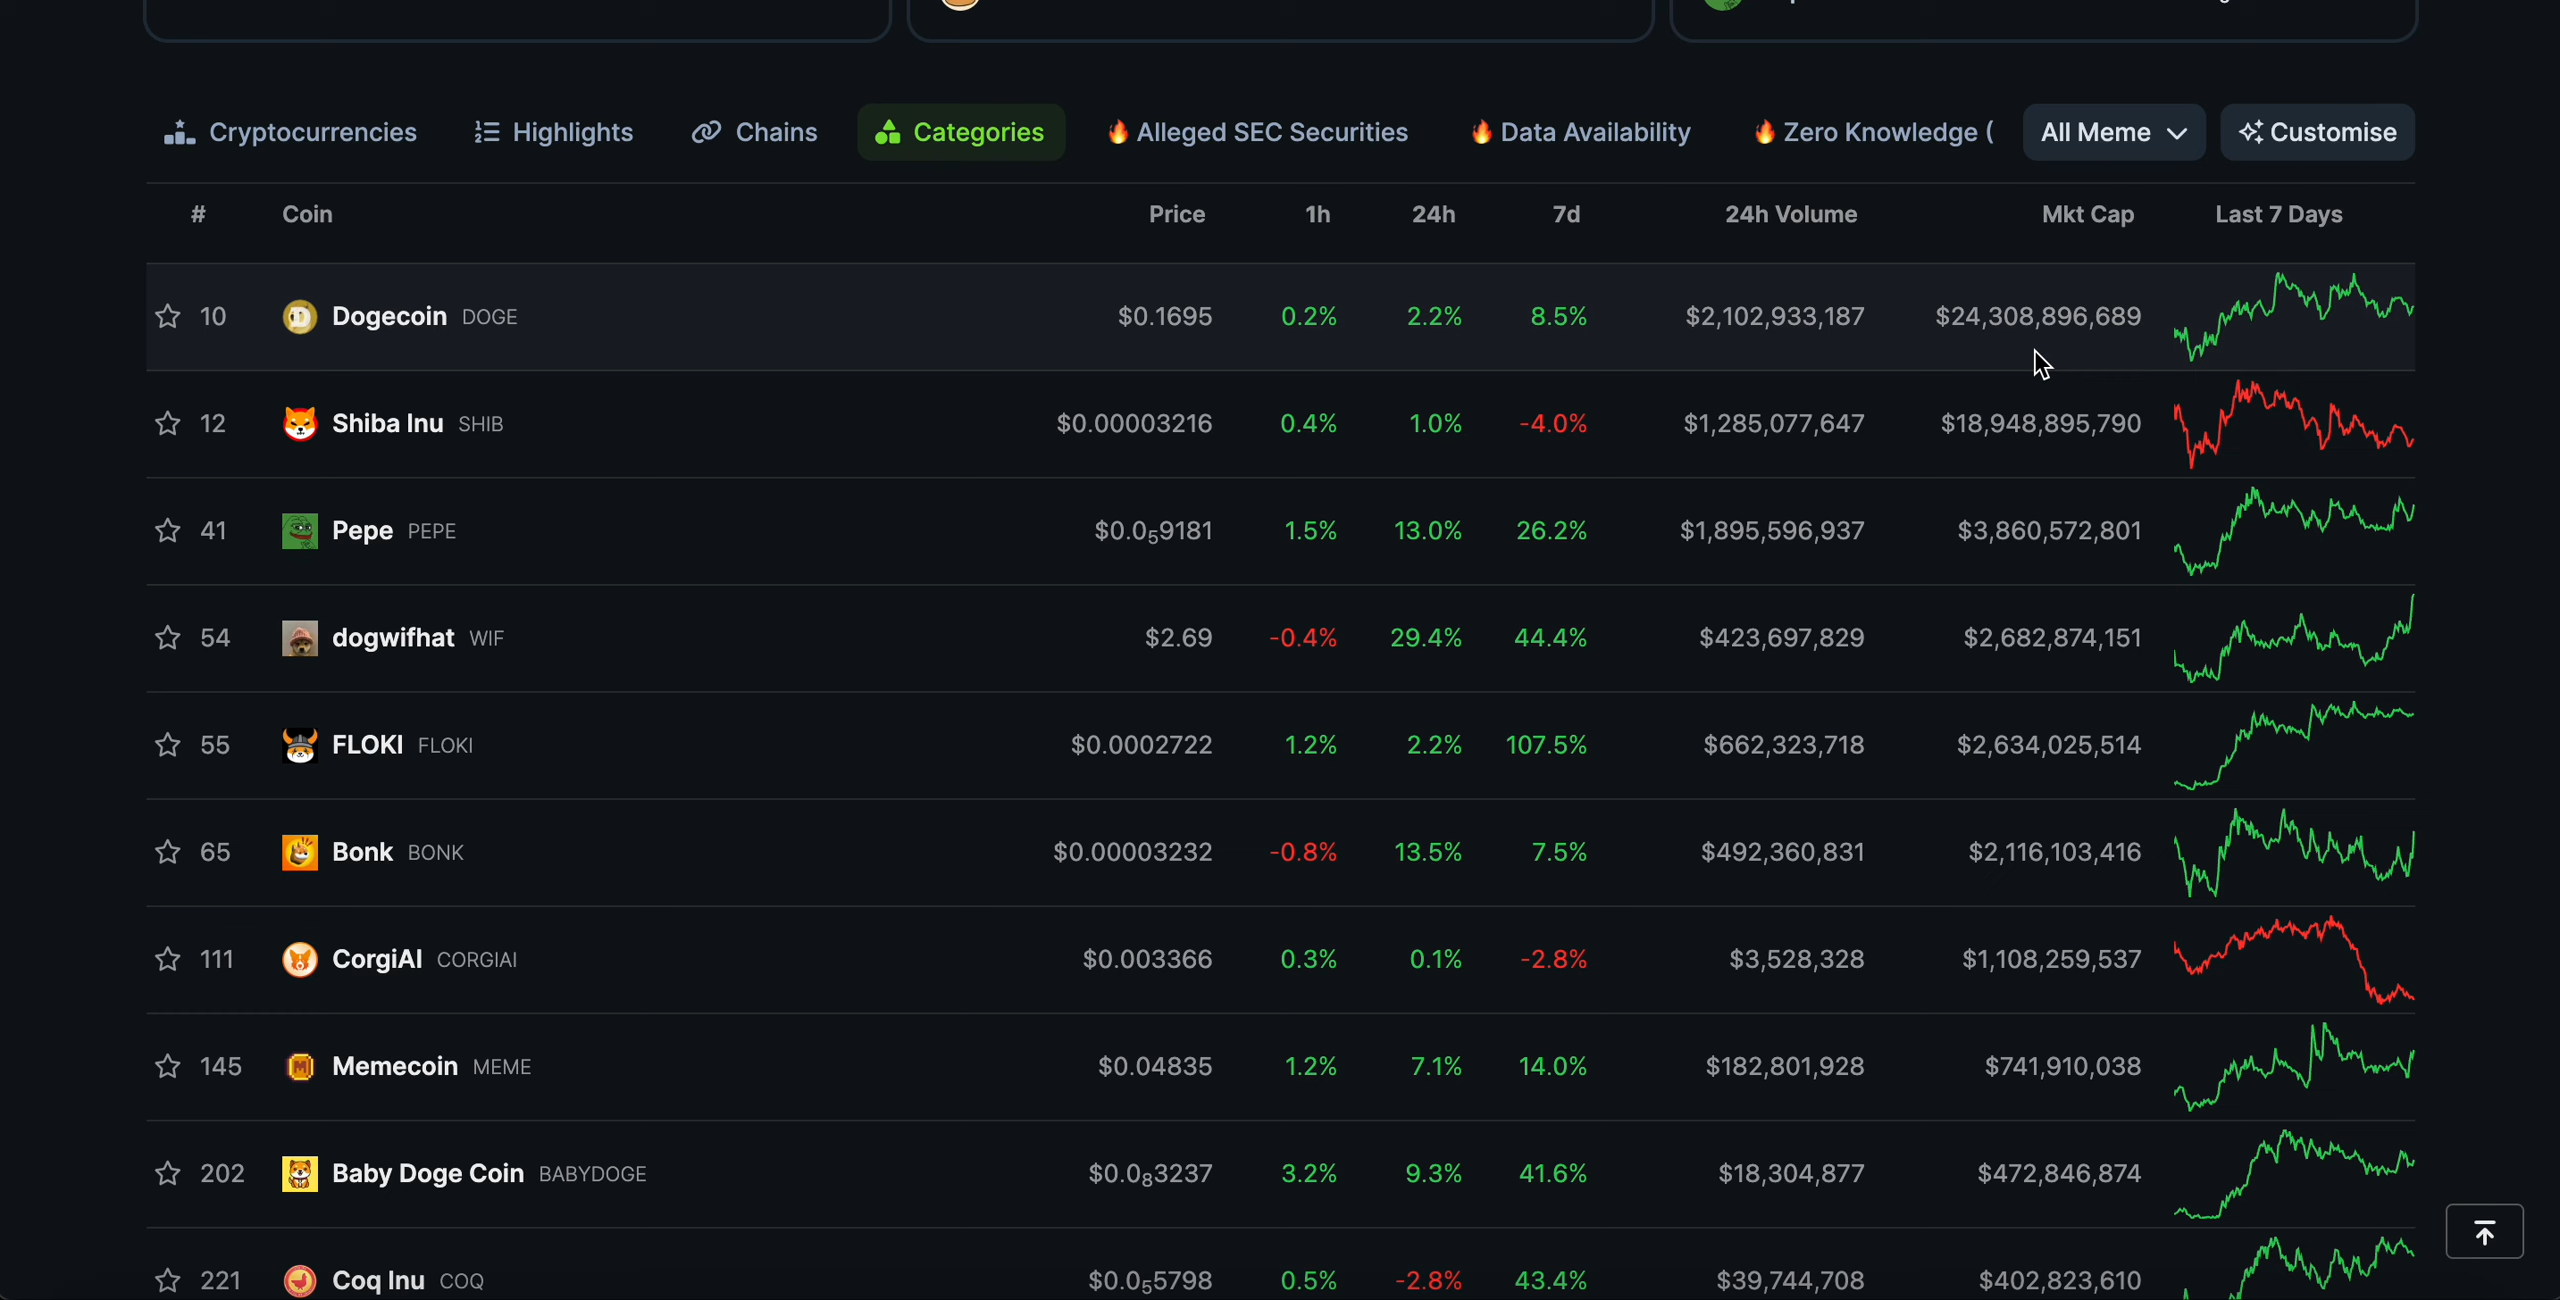 Cryptocurrencies Highlights Chains Categories 🔥 Alleged SEC Securities 🔥 Data Availability 🔥 Zero Knowledge ( All Meme Customise
# Coin Price 1h 24h 7d 24h Volume Mkt Cap Last 7 Days
10 Dogecoin DOGE $0.1695 0.2% 2.2% 8.5% $2,102,933,187 $24,308,896,689
12 Shiba Inu SHIB $0.00003216 0.4% 1.0% -4.0% $1,285,077,647 $18,948,895,790
41 Pepe PEPE $0.0₅9181 1.5% 13.0% 26.2% $1,895,596,937 $3,860,572,801
54 dogwifhat WIF $2.69 -0.4% 29.4% 44.4% $423,697,829 $2,682,874,151
55 FLOKI FLOKI $0.0002722 1.2% 2.2% 107.5% $662,323,718 $2,634,025,514
65 Bonk BONK $0.00003232 -0.8% 13.5% 7.5% $492,360,831 $2,116,103,416
111 CorgiAI CORGIAI $0.003366 0.3% 0.1% -2.8% $3,528,328 $1,108,259,537
145 Memecoin MEME $0.04835 1.2% 7.1% 14.0% $182,801,928 $741,910,038
202 Baby Doge Coin BABYDOGE $0.0₈3237 3.2% 9.3% 41.6% $18,304,877 $472,846,874
221 Coq Inu COQ $0.0₅5798 0.5% -2.8% 43.4% $39,744,708 $402,823,610